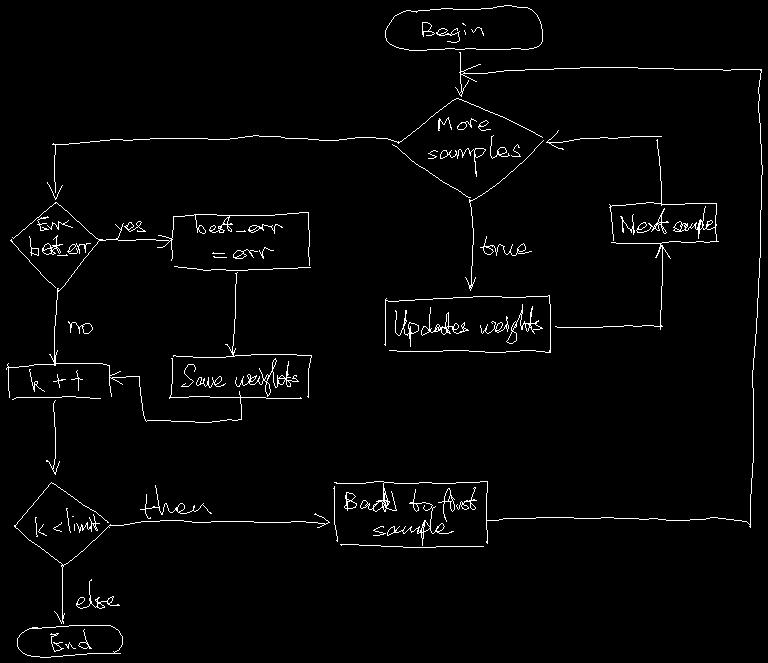 Begin
More
samples
Err<
best_err
yes
best_err
= err
Next sample
true
no
Updates weights
k++
Save weights
k < limit
then
Back to first
sample
else
End